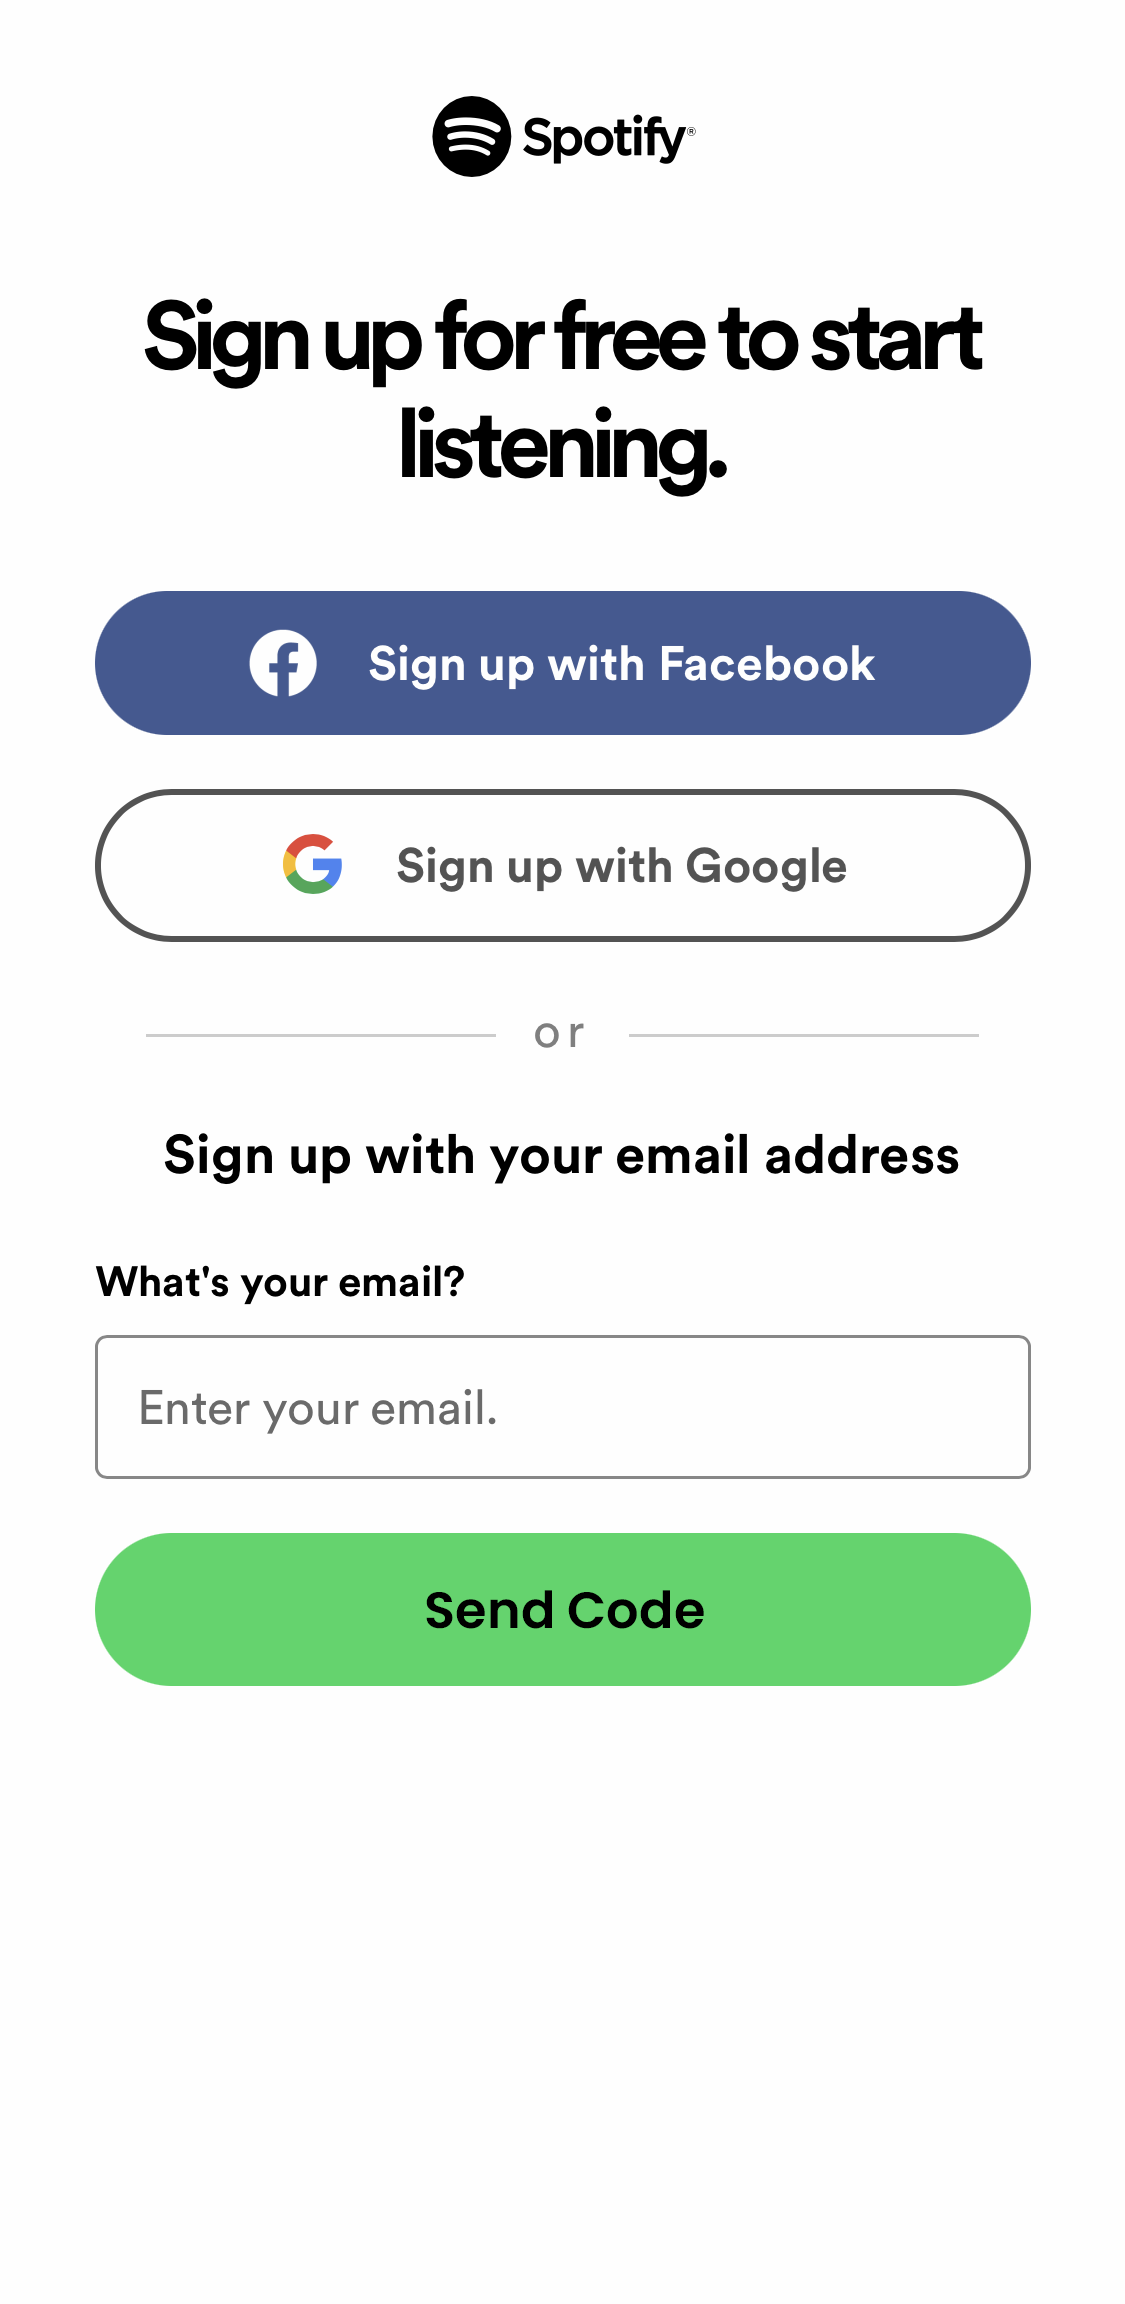 Spotify®
Sign up for free to start
listening.
Sign up with Facebook
Sign up with Google
or
Sign up with your email address
What's your email?
Enter your email.
Send Code